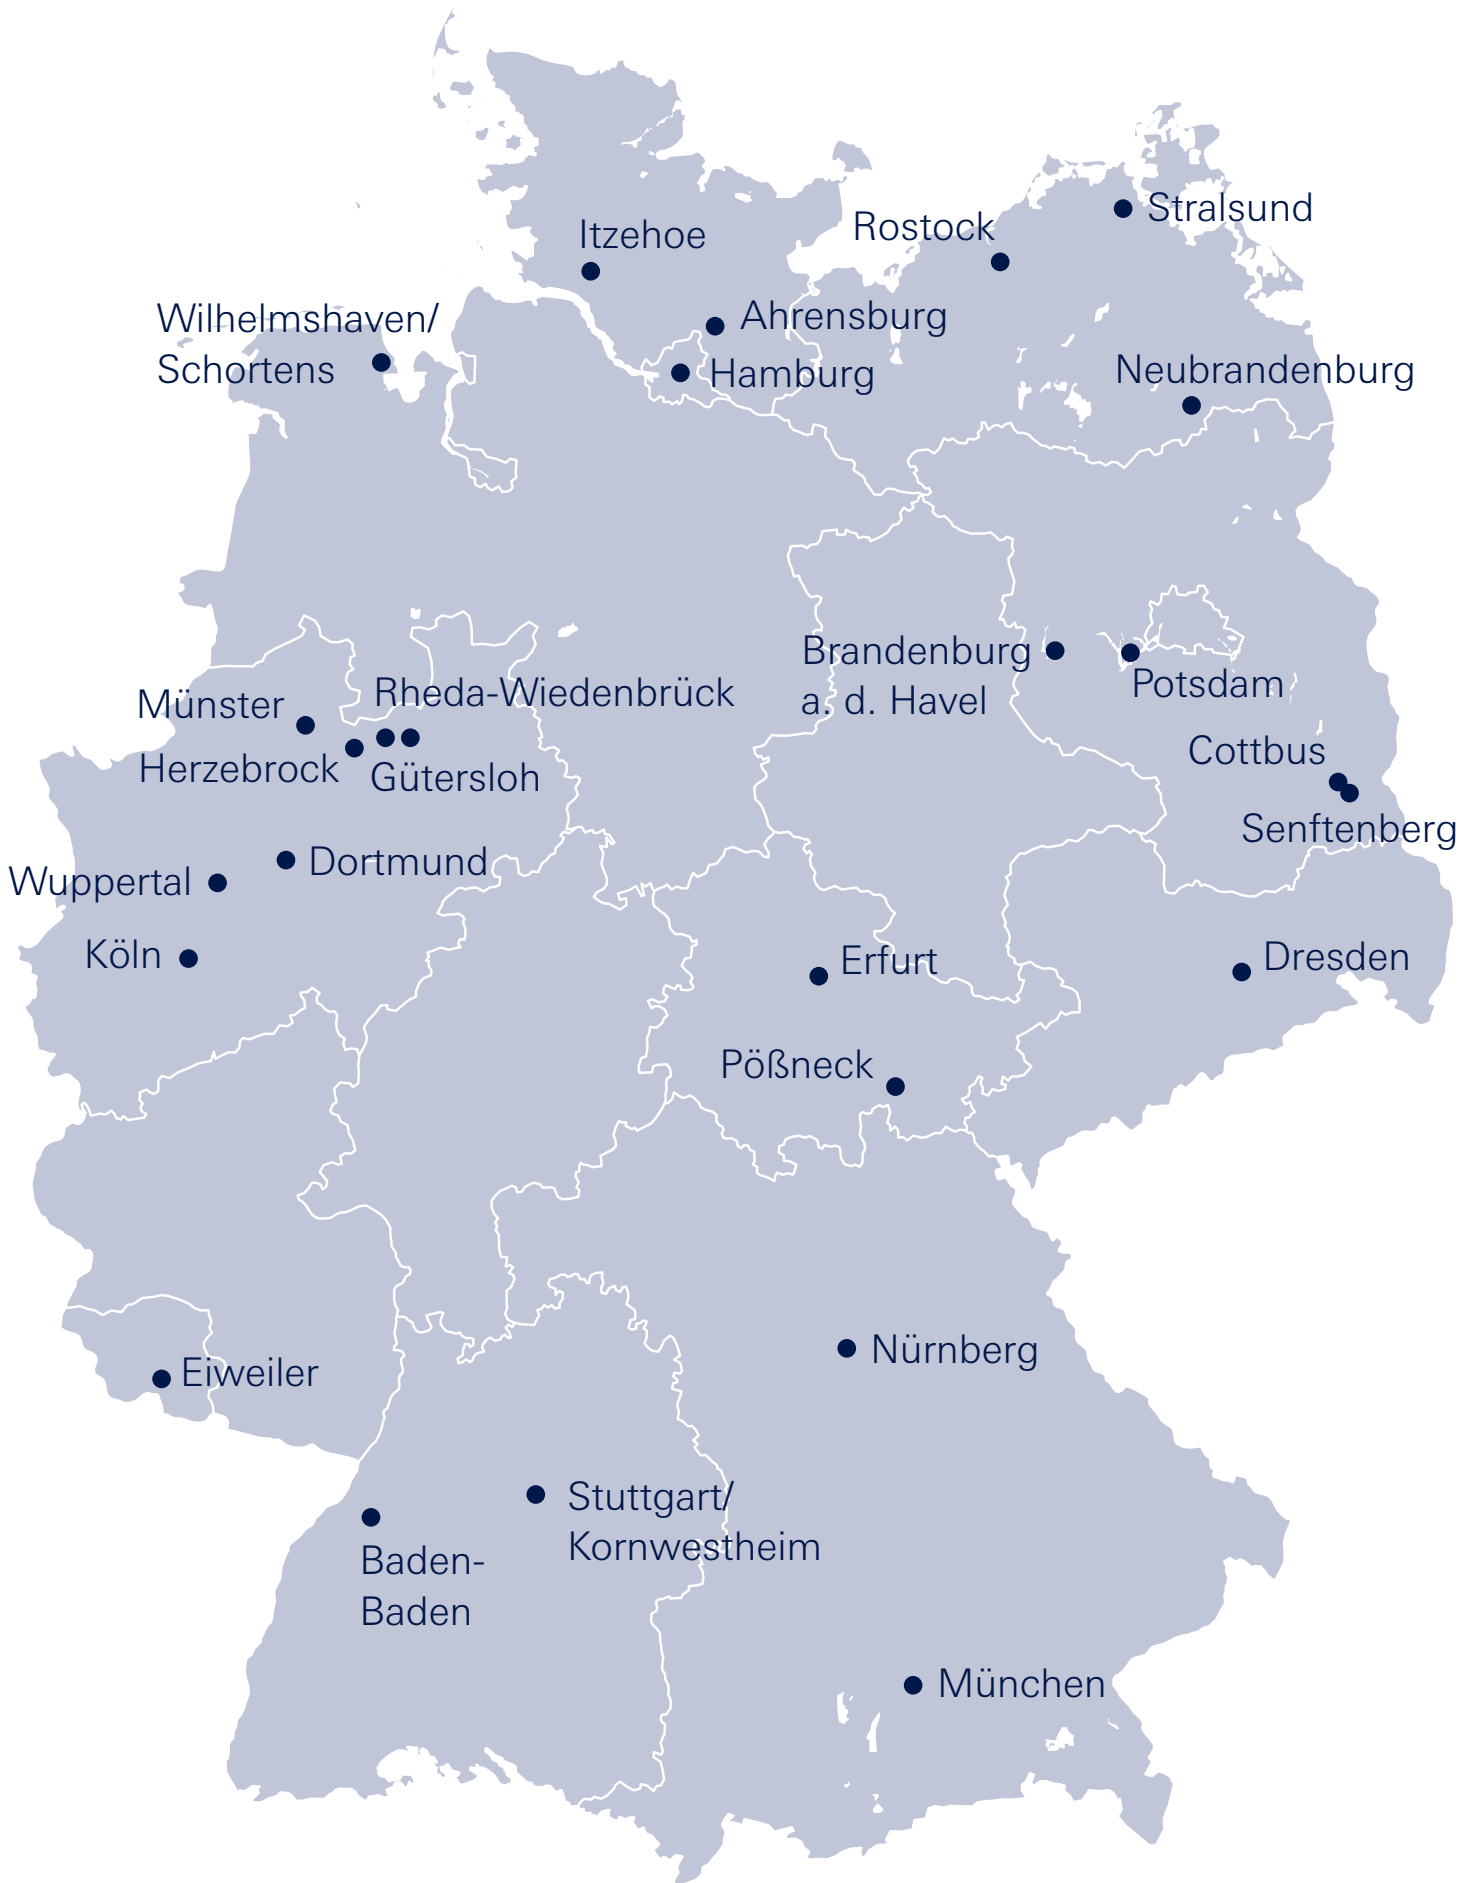 Stralsund
Rostock
Itzehoe
Wilhelmshaven/
Schortens
Ahrensburg
Hamburg
Neubrandenburg
Brandenburg
a. d. Havel
Potsdam
Münster
Rheda-Wiedenbrück
Herzebrock
Gütersloh
Cottbus
Senftenberg
Dortmund
Wuppertal
Köln
Erfurt
Dresden
Pößneck
Nürnberg
Eiweiler
Stuttgart/
Kornwestheim
Baden-
Baden
München